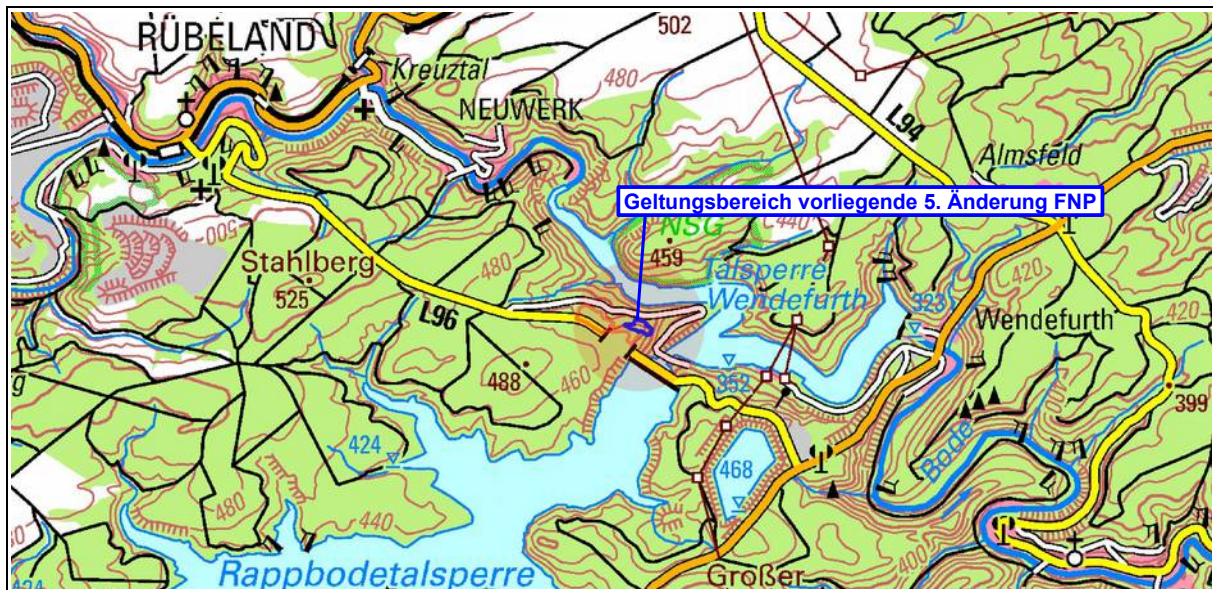 RÜBELAND
502
480
Kreuztal
NEUWERK
L94
Almsfeld
Geltungsbereich vorliegende 5. Änderung FNP
440
NSG
500
480
459
420
Stahlberg
525
Talsperre
Wendefurth
323
Wendefurth
420
L96
488
460
352
399
424
468
Bode
480
440
400
Rappbodetalsperre
Großer
424